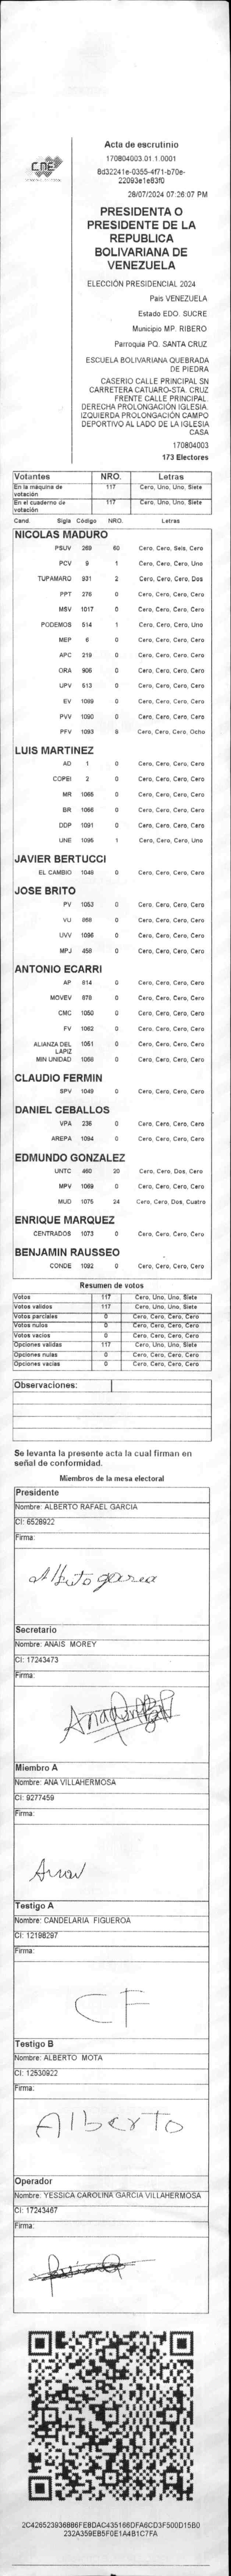 CNE
Acta de escrutinio
170804003.01.1.0001
8d32241e-0355-4f71-b70e-
22093e1e83f0
28/07/2024 07:26:07 PM
PRESIDENTA O
PRESIDENTE DE LA
REPUBLICA
BOLIVARIANA DE
VENEZUELA
ELECCIÓN PRESIDENCIAL 2024
Pais VENEZUELA
Estado EDO. SUCRE
Municipio MP. RIBERO
Parroquia PQ. SANTA CRUZ
ESCUELA BOLIVARIANA QUEBRADA
DE PIEDRA
CASERIO CALLE PRINCIPAL SN
CARRETERA CATUARO-STA. CRUZ
FRENTE CALLE PRINCIPAL.
DERECHA PROLONGACIÓN IGLESIA.
IZQUIERDA PROLONGACIÓN CAMPO
DEPORTIVO AL LADO DE LA IGLESIA
CASA
170804003
173 Electores
Votantes NRO. Letras
En la máquina de votación 117 Cero, Uno, Uno, Siete
En el cuaderno de votación 117 Cero, Uno, Uno, Siete
Cand. Sigla Código NRO. Letras
NICOLAS MADURO
PSUV 269 60 Cero, Cero, Seis, Cero
PCV 9 1 Cero, Cero, Cero, Uno
TUPAMARO 931 2 Cero, Cero, Cero, Dos
PPT 276 0 Cero, Cero, Cero, Cero
MSV 1017 0 Cero, Cero, Cero, Cero
PODEMOS 514 1 Cero, Cero, Cero, Uno
MEP 6 0 Cero, Cero, Cero, Cero
APC 219 0 Cero, Cero, Cero, Cero
ORA 906 0 Cero, Cero, Cero, Cero
UPV 513 0 Cero, Cero, Cero, Cero
EV 1089 0 Cero, Cero, Cero, Cero
PVV 1090 0 Cero, Cero, Cero, Cero
PFV 1093 8 Cero, Cero, Cero, Ocho
LUIS MARTINEZ
AD 1 0 Cero, Cero, Cero, Cero
COPEI 2 0 Cero, Cero, Cero, Cero
MR 1065 0 Cero, Cero, Cero, Cero
BR 1066 0 Cero, Cero, Cero, Cero
DDP 1091 0 Cero, Cero, Cero, Cero
UNE 1095 1 Cero, Cero, Cero, Uno
JAVIER BERTUCCI
EL CAMBIO 1048 0 Cero, Cero, Cero, Cero
JOSE BRITO
PV 1053 0 Cero, Cero, Cero, Cero
VU 868 0 Cero, Cero, Cero, Cero
UVV 1096 0 Cero, Cero, Cero, Cero
MPJ 458 0 Cero, Cero, Cero, Cero
ANTONIO ECARRI
AP 814 0 Cero, Cero, Cero, Cero
MOVEV 878 0 Cero, Cero, Cero, Cero
CMC 1050 0 Cero, Cero, Cero, Cero
FV 1062 0 Cero, Cero, Cero, Cero
ALIANZA DEL LAPIZ 1051 0 Cero, Cero, Cero, Cero
MIN UNIDAD 1068 0 Cero, Cero, Cero, Cero
CLAUDIO FERMIN
SPV 1049 0 Cero, Cero, Cero, Cero
DANIEL CEBALLOS
VPA 236 0 Cero, Cero, Cero, Cero
AREPA 1094 0 Cero, Cero, Cero, Cero
EDMUNDO GONZALEZ
UNTC 460 20 Cero, Cero, Dos, Cero
MPV 1069 0 Cero, Cero, Cero, Cero
MUD 1075 24 Cero, Cero, Dos, Cuatro
ENRIQUE MARQUEZ
CENTRADOS 1073 0 Cero, Cero, Cero, Cero
BENJAMIN RAUSSEO
CONDE 1092 0 Cero, Cero, Cero, Cero
Resumen de votos
Votos 117 Cero, Uno, Uno, Siete
Votos validos 117 Cero, Uno, Uno, Siete
Votos parciales 0 Cero, Cero, Cero, Cero
Votos nulos 0 Cero, Cero, Cero, Cero
Votos vacios 0 Cero, Cero, Cero, Cero
Opciones validas 117 Cero, Uno, Uno, Siete
Opciones nulas 0 Cero, Cero, Cero, Cero
Opciones vacias 0 Cero, Cero, Cero, Cero
Observaciones:
Se levanta la presente acta la cual firman en
señal de conformidad.
Miembros de la mesa electoral
Presidente
Nombre: ALBERTO RAFAEL GARCIA
CI: 6528922
Firma:
Alberto garcia
Secretario
Nombre: ANAIS MOREY
CI: 17243473
Firma:
Miembro A
Nombre: ANA VILLAHERMOSA
CI: 9277459
Firma:
Testigo A
Nombre: CANDELARIA FIGUEROA
CI: 12198297
Firma:
CF
Testigo B
Nombre: ALBERTO MOTA
CI: 12530922
Firma:
Alberto
Operador
Nombre: YESSICA CAROLINA GARCIA VILLAHERMOSA
CI: 17243467
Firma:
2C426523936886FEBDAC435166DFA6CD3F500D15B0
232A359EB5F0E1A4B1C7FA